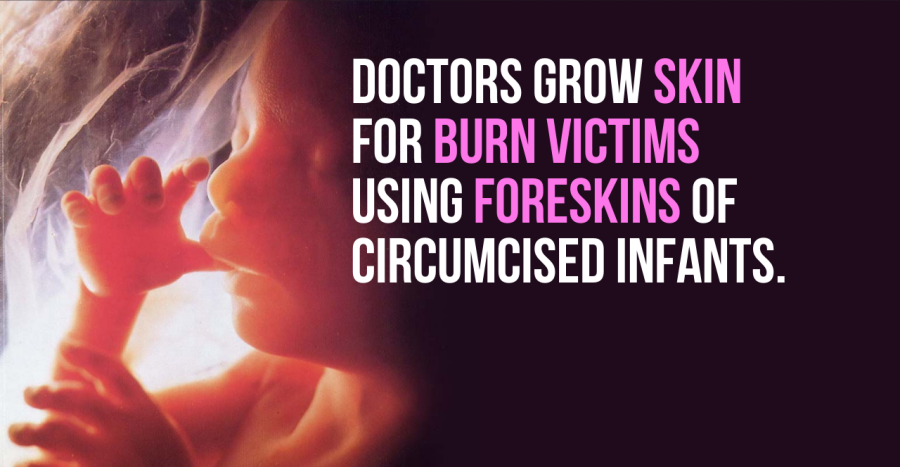 DOCTORS GROW SKIN
FOR BURN VICTIMS
USING FORESKINS OF
CIRCUMCISED INFANTS.